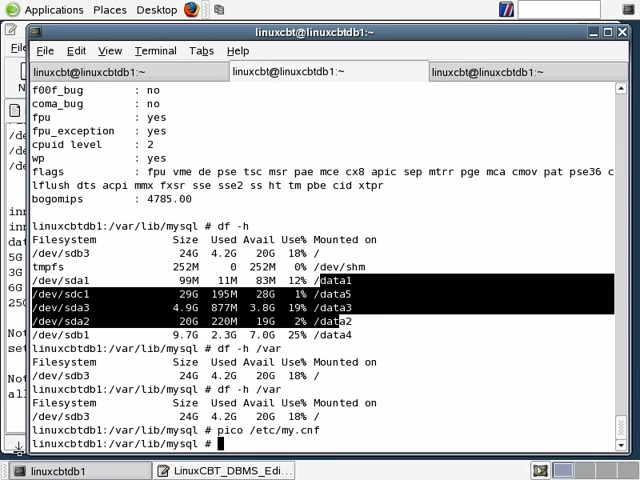 Applications Places Desktop
linuxcbt@linuxcbtdb1:~
File Edit View Terminal Tabs Help
linuxcbt@linuxcbtdb1:~ linuxcbt@linuxcbtdb1:~ linuxcbt@linuxcbtdb1:~
f00f_bug : no
coma_bug : no
fpu : yes
fpu_exception : yes
cpuid level : 2
wp : yes
flags : fpu vme de pse tsc msr pae mce cx8 apic sep mtrr pge mca cmov pat pse36 c
lflush dts acpi mmx fxsr sse sse2 ss ht tm pbe cid xtpr
bogomips : 4785.00
linuxcbtdb1:/var/lib/mysql # df -h
Filesystem Size Used Avail Use% Mounted on
/dev/sdb3 24G 4.2G 20G 18% /
tmpfs 252M 0 252M 0% /dev/shm
/dev/sda1 99M 11M 83M 12% /data1
/dev/sdc1 29G 195M 28G 1% /data5
/dev/sda3 4.9G 877M 3.8G 19% /data3
/dev/sda2 20G 220M 19G 2% /data2
/dev/sdb1 9.7G 2.3G 7.0G 25% /data4
linuxcbtdb1:/var/lib/mysql # df -h /var
Filesystem Size Used Avail Use% Mounted on
/dev/sdb3 24G 4.2G 20G 18% /
linuxcbtdb1:/var/lib/mysql # df -h /var
Filesystem Size Used Avail Use% Mounted on
/dev/sdb3 24G 4.2G 20G 18% /
linuxcbtdb1:/var/lib/mysql # pico /etc/my.cnf
linuxcbtdb1:/var/lib/mysql #
linuxcbtdb1 LinuxCBT_DBMS_Edi...